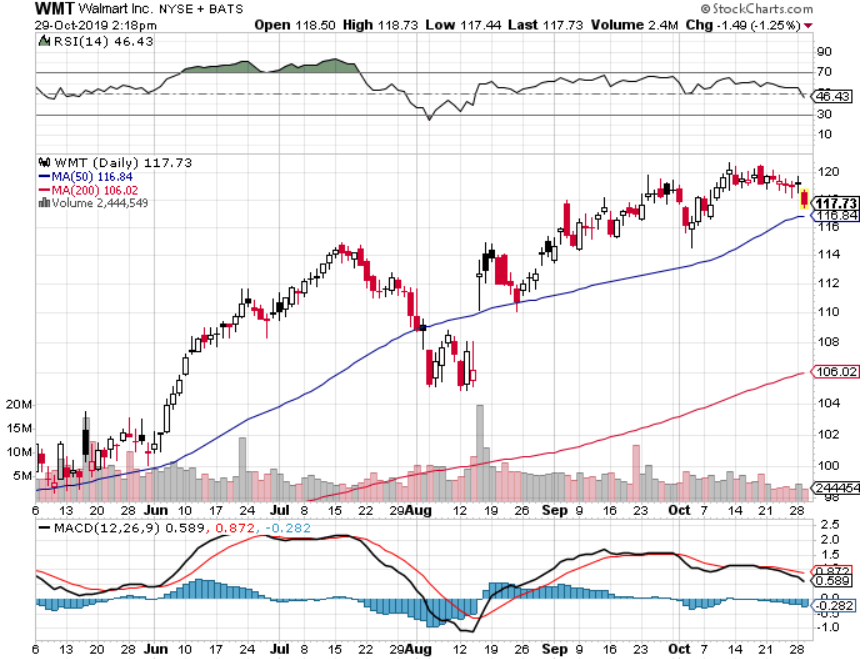 WMT Walmart Inc. NYSE + BATS © StockCharts.com
29-Oct-2019 2:18pm Open 118.50 High 118.73 Low 117.44 Last 117.73 Volume 2.4M Chg -1.49 (-1.25%)
RSI(14) 46.43
90
70
46.43
30
10
WMT (Daily) 117.73
MA(50) 116.84
MA(200) 106.02
Volume 2,444,549
120
117.73
116.84
116
114
112
110
108
106.02
104
102
100
98
20M
15M
10M
5M
244454
6 13 20 28 Jun 10 17 24 Jul 8 15 22 29 Aug 12 19 26 Sep 9 16 23 Oct 7 14 21 28
MACD(12,26,9) 0.589, 0.872, -0.282
2.5
2.0
1.5
0.872
0.589
0.0
-0.282
-1.0
6 13 20 28 Jun 10 17 24 Jul 8 15 22 29 Aug 12 19 26 Sep 9 16 23 Oct 7 14 21 28